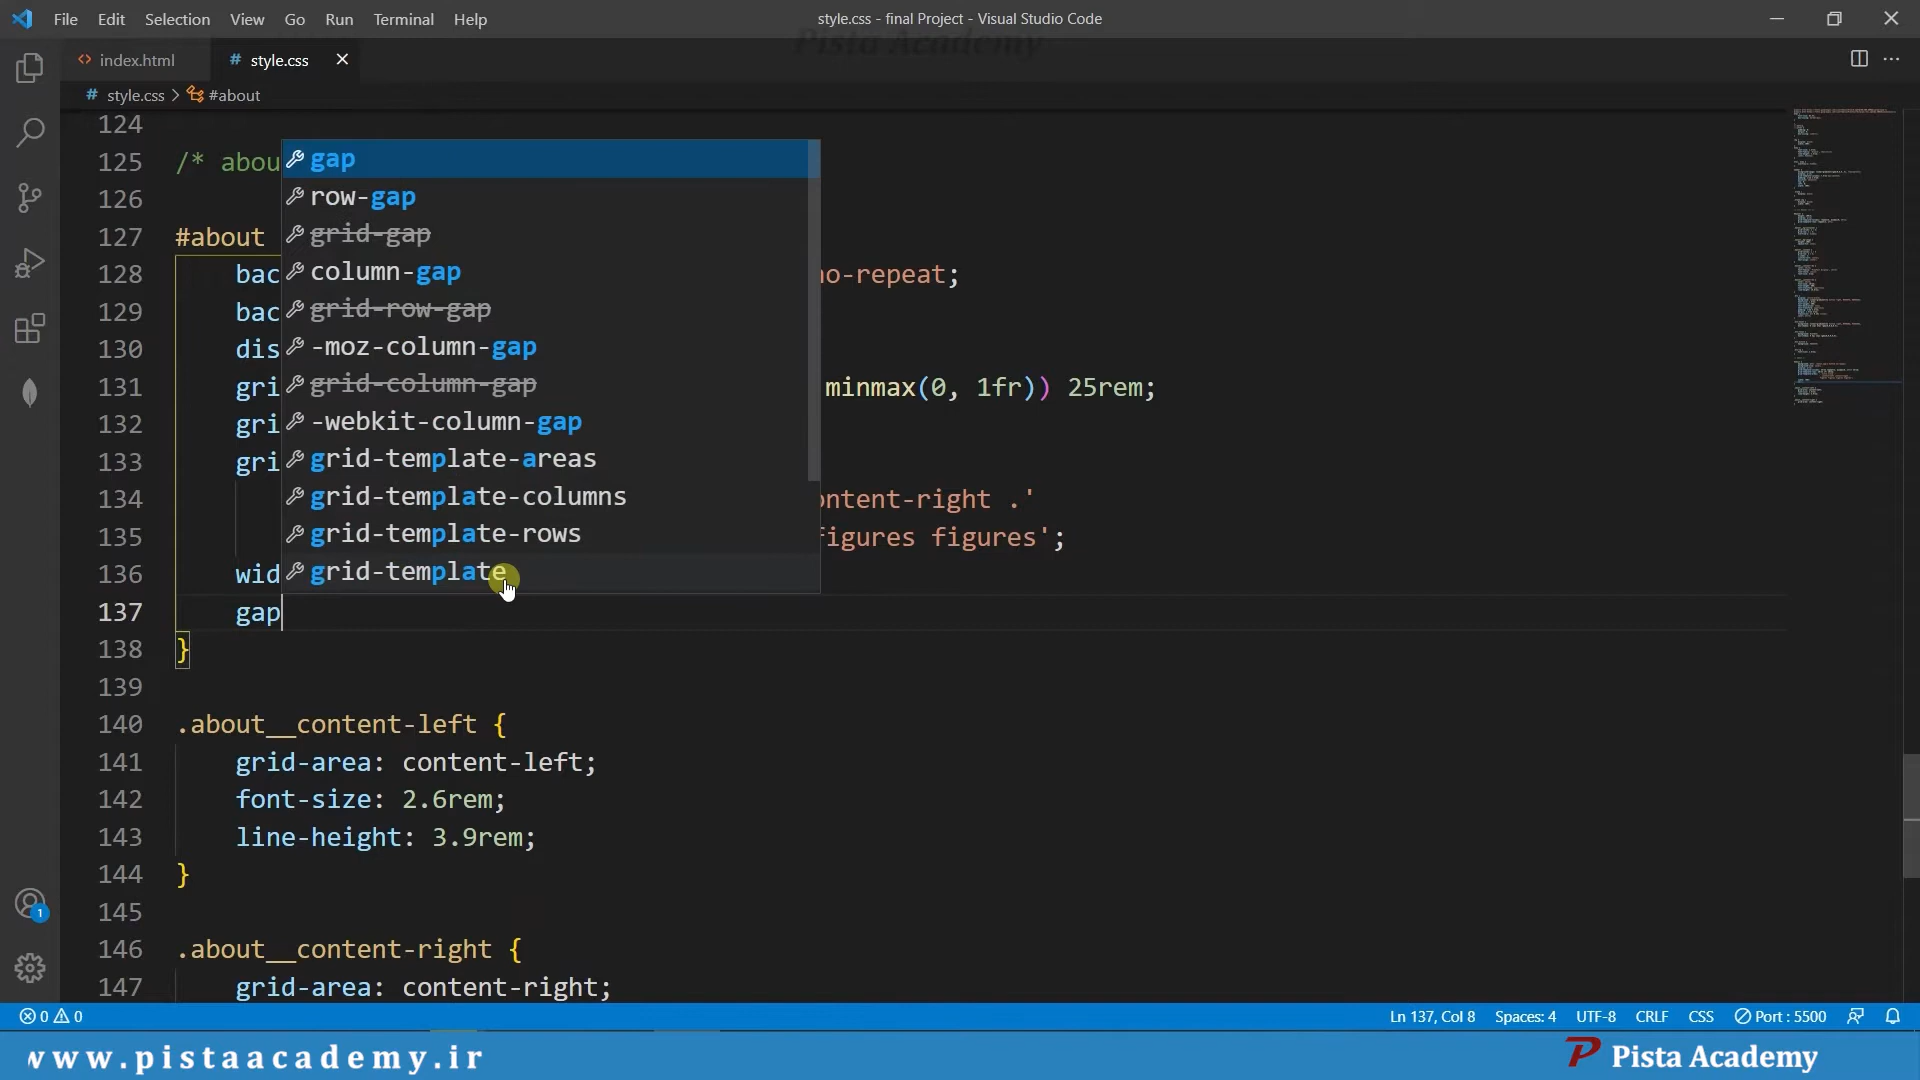 File Edit Selection View Go Run Terminal Help
style.css - final Project - Visual Studio Code
Pista Academy
<> index.html # style.css
# style.css > #about
124
125 /* abou
126
127 #about
128 bac no-repeat;
129 bac
130 dis
131 gri minmax(0, 1fr)) 25rem;
132 gri
133 gri
134 ontent-right .'
135 figures figures';
136 wid
137 gap
138 }
139
140 .about__content-left {
141 grid-area: content-left;
142 font-size: 2.6rem;
143 line-height: 3.9rem;
144 }
145
146 .about__content-right {
147 grid-area: content-right;
gap
row-gap
grid-gap
column-gap
grid-row-gap
-moz-column-gap
grid-column-gap
-webkit-column-gap
grid-template-areas
grid-template-columns
grid-template-rows
grid-template
1
0 0
Ln 137, Col 8 Spaces: 4 UTF-8 CRLF CSS Port : 5500
www.pistaacademy.ir
Pista Academy